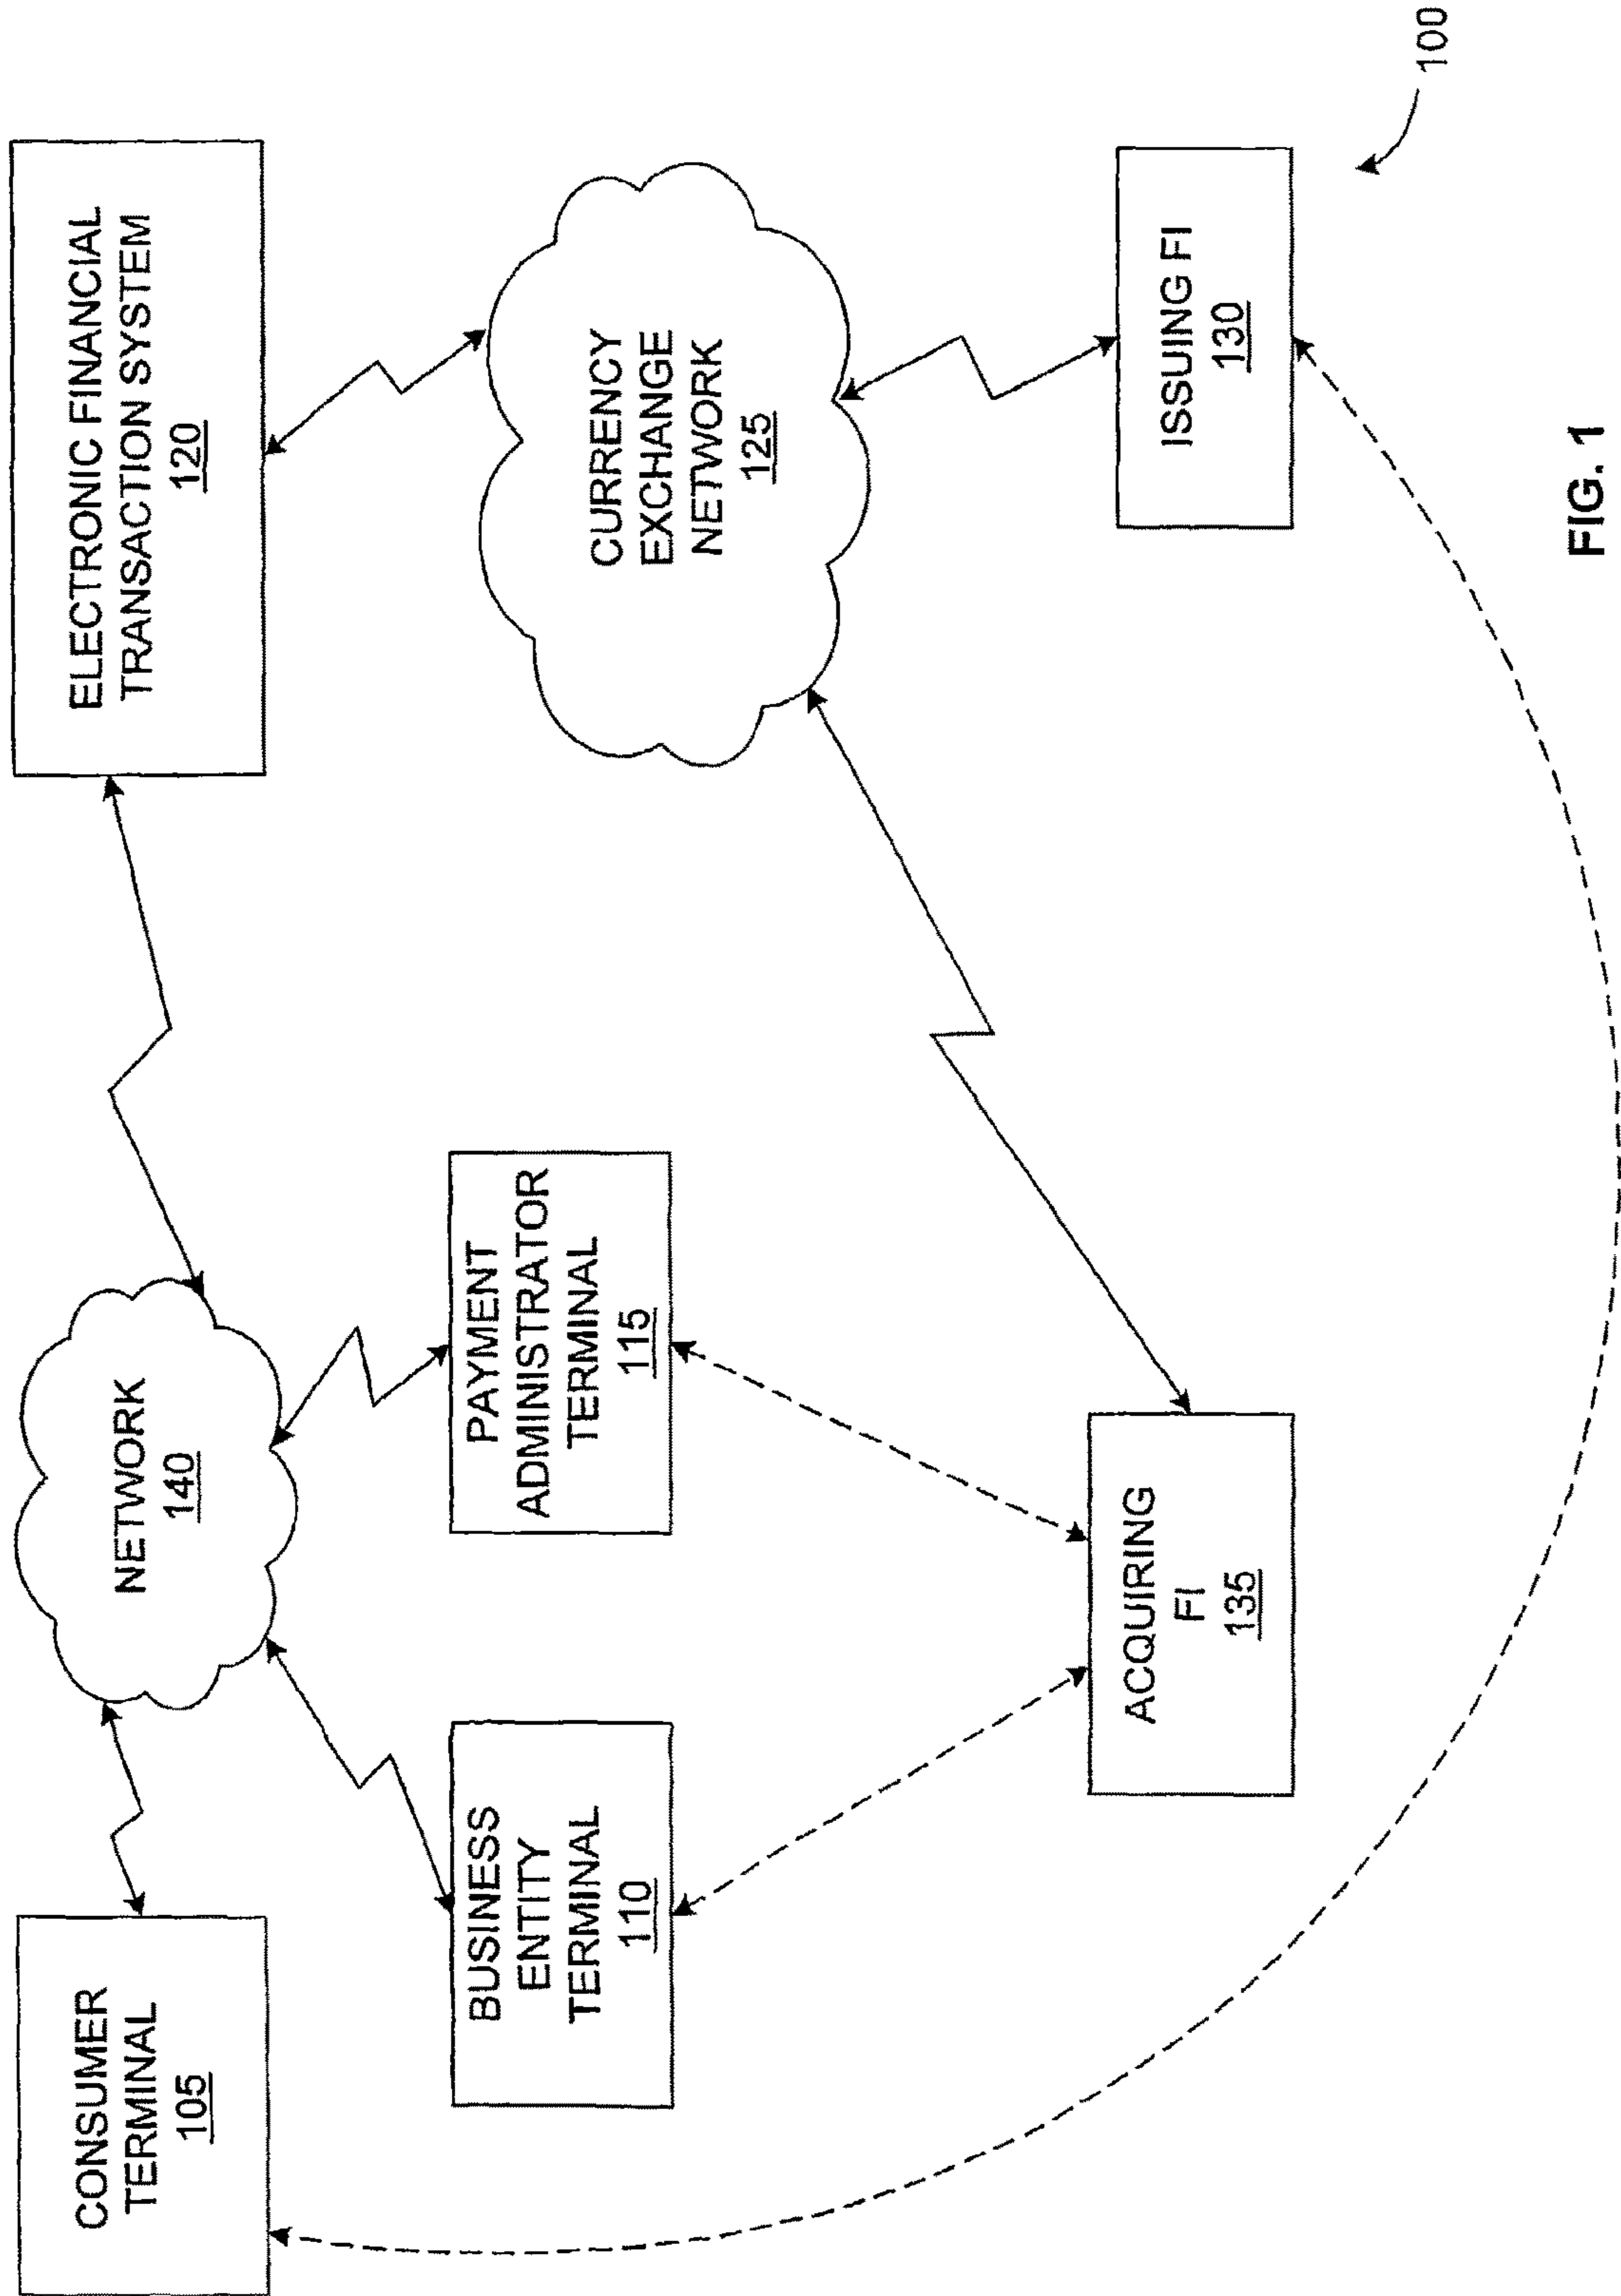 CONSUMER
TERMINAL
105
NETWORK
140
ELECTRONIC FINANCIAL
TRANSACTION SYSTEM
120
BUSINESS
ENTITY
TERMINAL
110
PAYMENT
ADMINISTRATOR
TERMINAL
115
CURRENCY
EXCHANGE
NETWORK
125
ACQUIRING
FI
135
ISSUING FI
130
100
FIG. 1